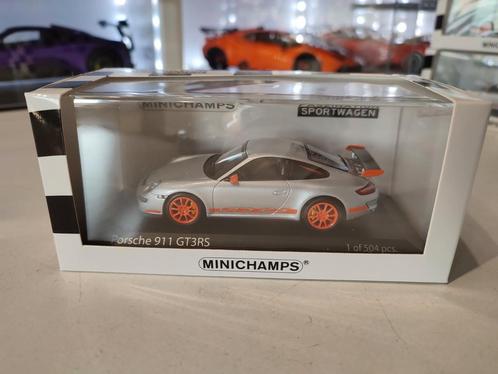 MINICHAMPS
SPORTWAGEN
Porsche 911 GT3RS
1 of 504 pcs.
MINICHAMPS®